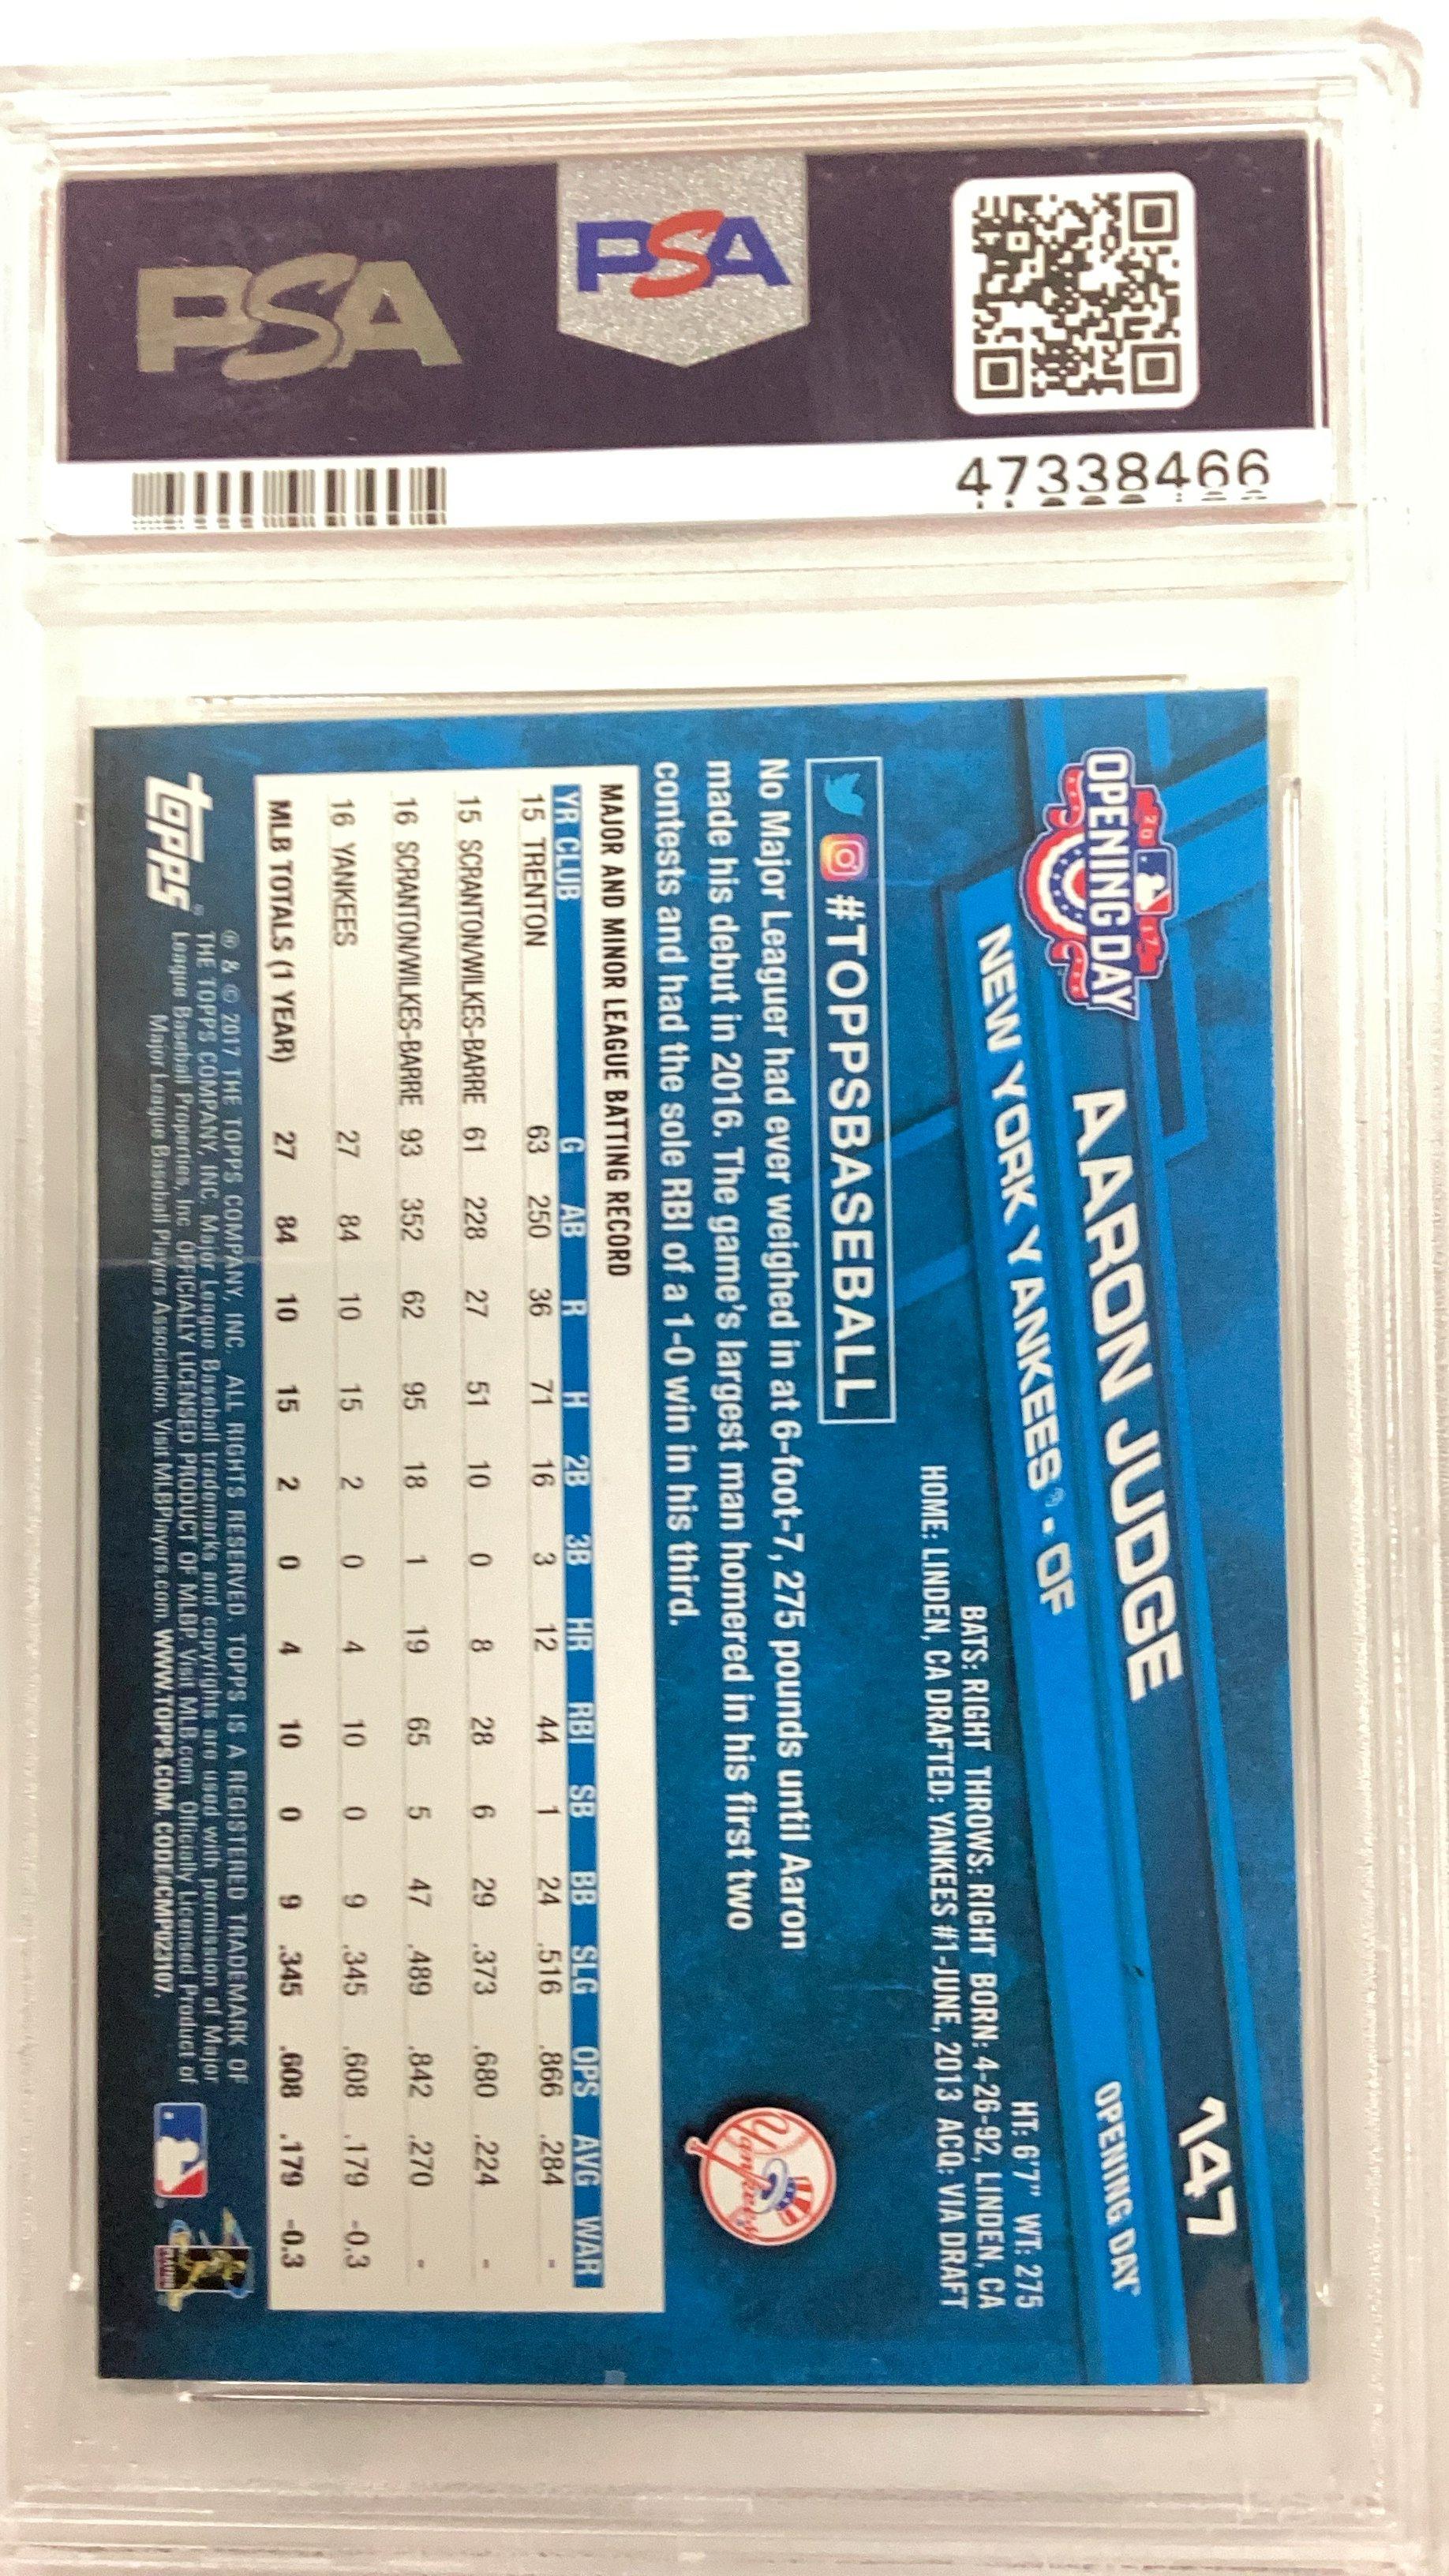 PSA
PSA
47338466
147
20 17
OPENING DAY
AARON JUDGE
NEW YORK YANKEES® • OF
OPENING DAY™
HT: 6'7" WT: 275
BATS: RIGHT THROWS: RIGHT BORN: 4-26-92, LINDEN, CA
HOME: LINDEN, CA DRAFTED: YANKEES #1-JUNE, 2013 ACQ: VIA DRAFT
#TOPPSBASEBALL
No Major Leaguer had ever weighed in at 6-foot-7, 275 pounds until Aaron
made his debut in 2016. The game's largest man homered in his first two
contests and had the sole RBI of a 1-0 win in his third.
Yankees
MAJOR AND MINOR LEAGUE BATTING RECORD
YR CLUB G AB R H 2B 3B HR RBI SB BB SLG OPS AVG WAR
15 TRENTON 63 250 36 71 16 3 12 44 1 24 .516 .866 .284 -
15 SCRANTON/WILKES-BARRE 61 228 27 51 10 0 8 28 6 29 .373 .680 .224 -
16 SCRANTON/WILKES-BARRE 93 352 62 95 18 1 19 65 5 47 .489 .842 .270 -
16 YANKEES 27 84 10 15 2 0 4 10 0 9 .345 .608 .179 -0.3
MLB TOTALS (1 YEAR) 27 84 10 15 2 0 4 10 0 9 .345 .608 .179 -0.3
topps®
® & © 2017 THE TOPPS COMPANY, INC. ALL RIGHTS RESERVED. TOPPS IS A REGISTERED TRADEMARK OF
THE TOPPS COMPANY, INC. Major League Baseball trademarks and copyrights are used with permission of Major
League Baseball Properties, Inc. OFFICIALLY LICENSED PRODUCT OF MLBP. Visit MLB.com Officially Licensed Product of
Major League Baseball Players Association. Visit MLBPlayers.com. WWW.TOPPS.COM. CODE#CMP023107.